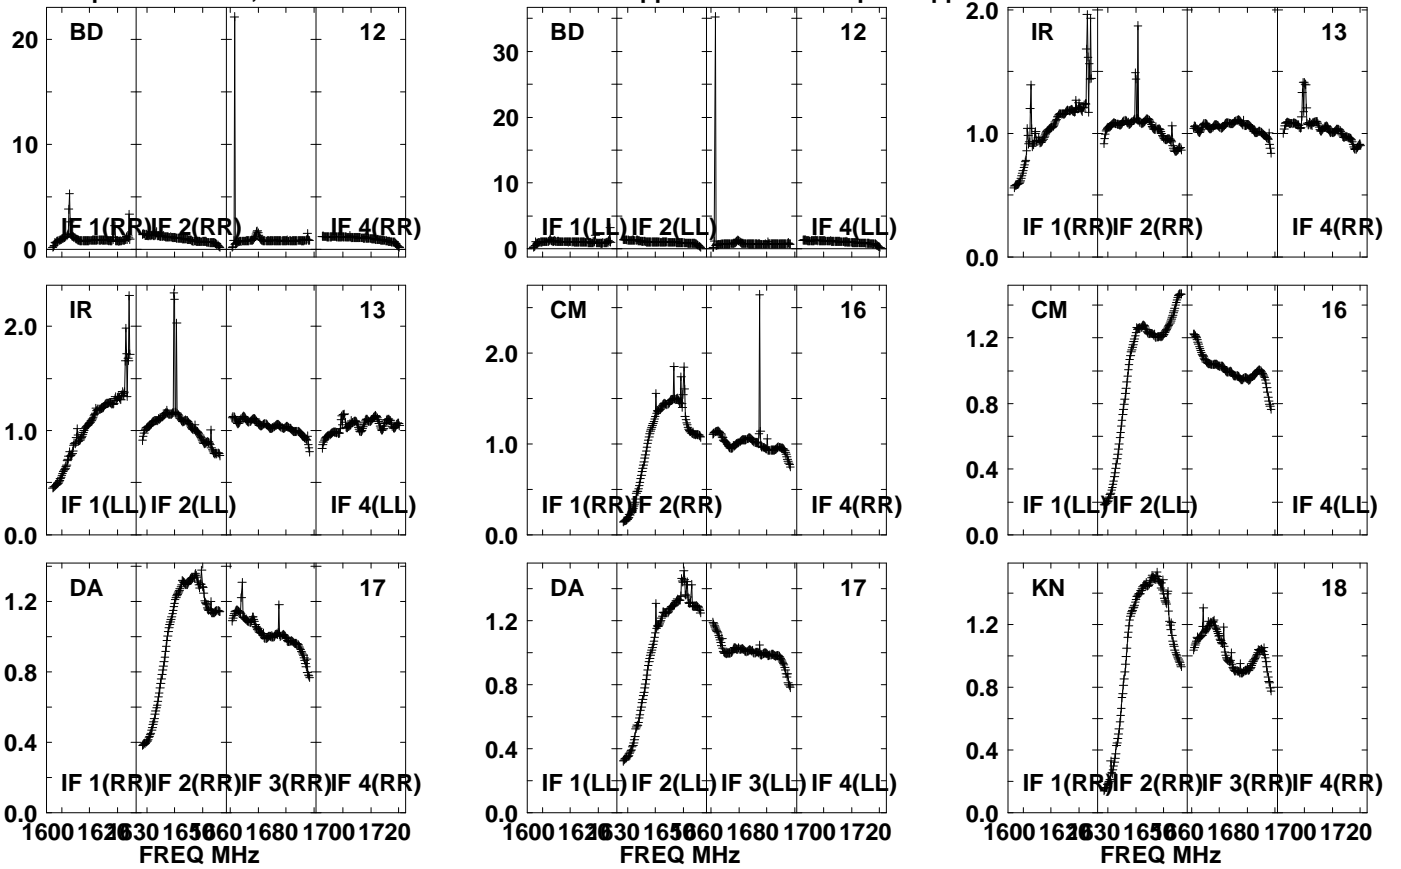 BD 12
20
10
0
IF 1(RR) IF 2(RR) IF 4(RR)
BD 12
30
20
10
0
IF 1(LL) IF 2(LL) IF 4(LL)
IR 13
2.0
1.0
0.0
IF 1(RR) IF 2(RR) IF 4(RR)
IR 13
2.0
1.0
0.0
IF 1(LL) IF 2(LL) IF 4(LL)
CM 16
2.0
1.0
0.0
IF 1(RR) IF 2(RR) IF 4(RR)
CM 16
1.2
0.8
0.4
0.0
IF 1(LL) IF 2(LL) IF 4(LL)
DA 17
1.2
0.8
0.4
0.0
IF 1(RR) IF 2(RR) IF 3(RR) IF 4(RR)
1600 1620 1630 1650 1660 1680 1700 1720
FREQ MHz
DA 17
1.2
0.8
0.4
0.0
IF 1(LL) IF 2(LL) IF 3(LL) IF 4(LL)
1600 1620 1630 1650 1660 1680 1700 1720
FREQ MHz
KN 18
1.2
0.8
0.4
0.0
IF 1(RR) IF 2(RR) IF 3(RR) IF 4(RR)
1600 1620 1630 1650 1660 1680 1700 1720
FREQ MHz